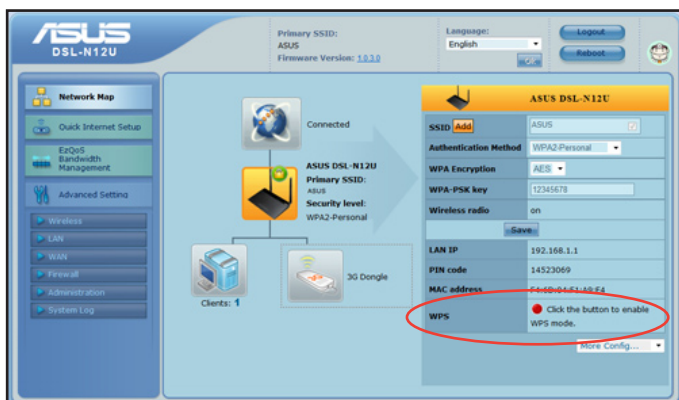 ASUS
DSL-N12U
Primary SSID:
ASUS
Firmware Version: 1.0.3.0
Language:
English
OK
Logout
Reboot
Network Map
Quick Internet Setup
EzQoS
Bandwidth
Management
Advanced Setting
Wireless
LAN
WAN
Firewall
Administration
System Log
Connected
ASUS DSL-N12U
Primary SSID:
ASUS
Security level:
WPA2-Personal
Clients: 1
3G Dongle
ASUS DSL-N12U
SSID Add ASUS
Authentication Method WPA2-Personal
WPA Encryption AES
WPA-PSK key 12345678
Wireless radio on
Save
LAN IP 192.168.1.1
PIN code 14523069
MAC address
WPS Click the button to enable
WPS mode.
More Config...